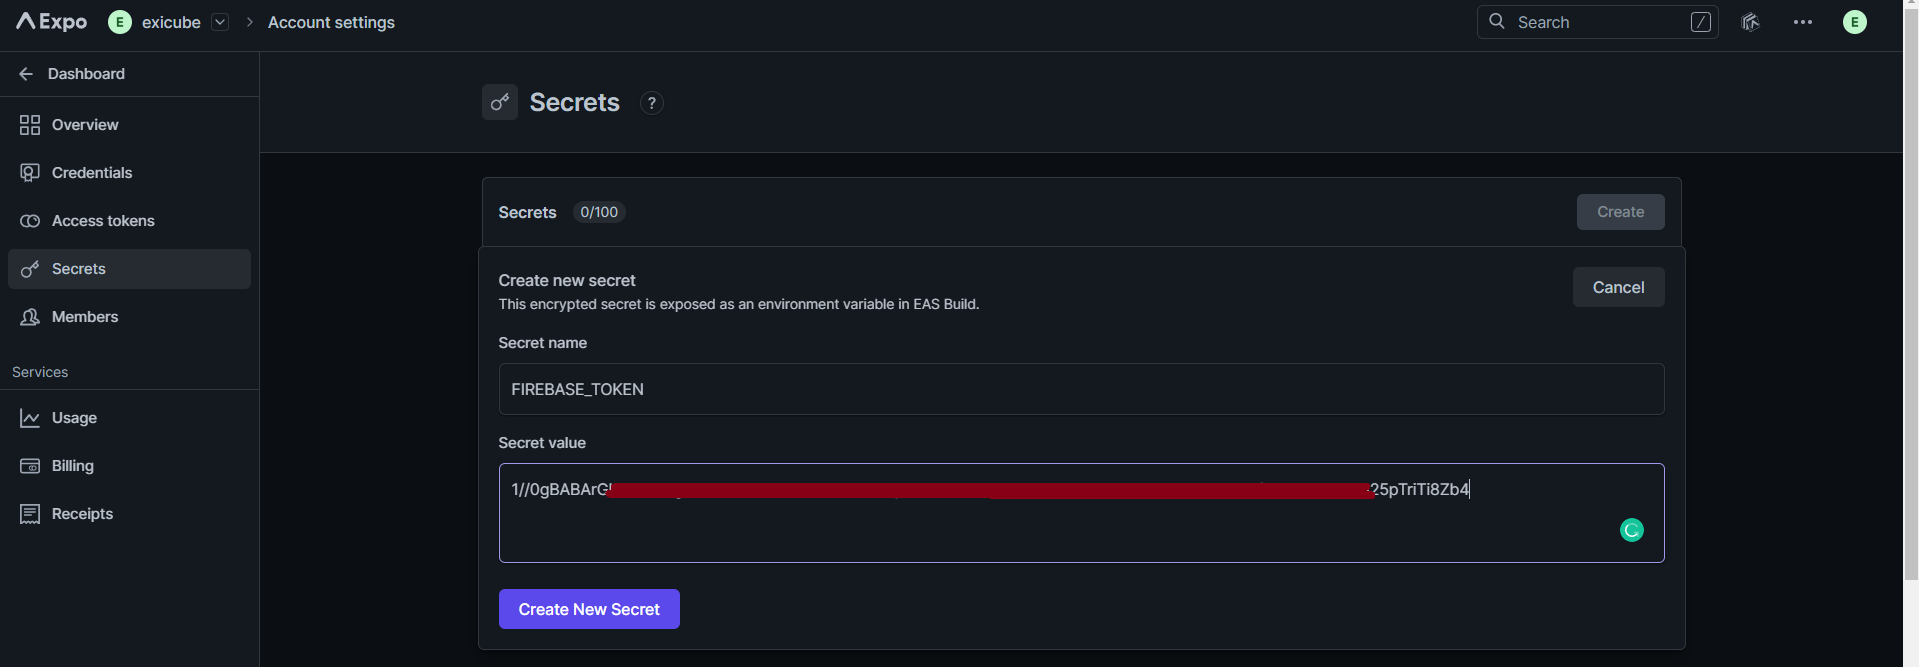 Expo E exicube > Account settings Search / E
Dashboard
Overview
Credentials
Access tokens
Secrets
Members
Services
Usage
Billing
Receipts
Secrets ?
Secrets 0/100 Create
Create new secret Cancel
This encrypted secret is exposed as an environment variable in EAS Build.
Secret name
FIREBASE_TOKEN
Secret value
1//0gBABArG 25pTriTi8Zb4
Create New Secret